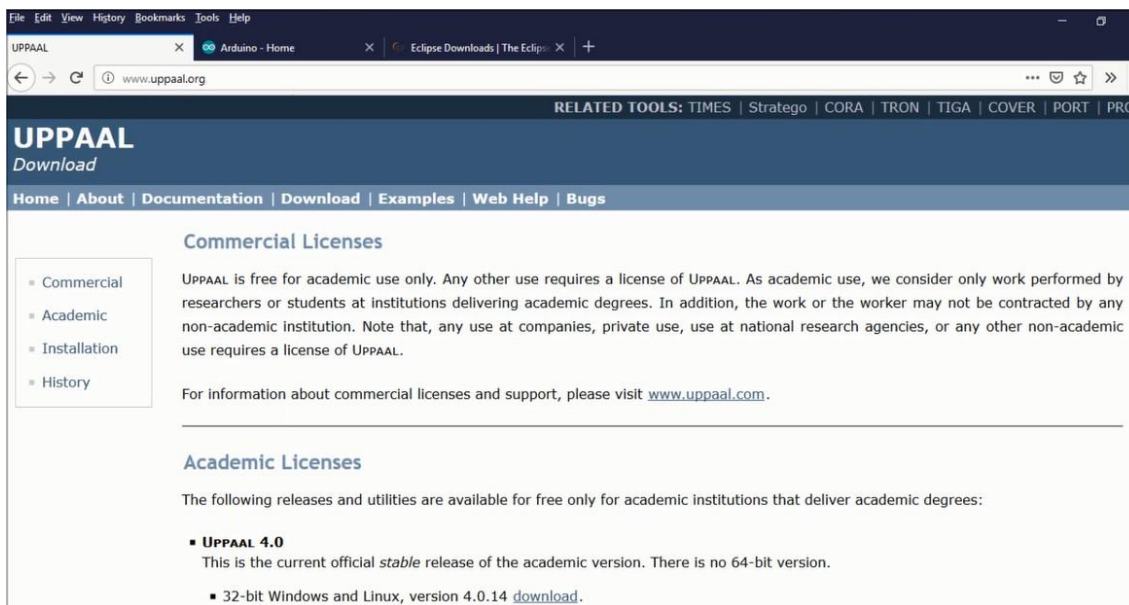 File Edit View History Bookmarks Tools Help
UPPAAL Arduino - Home Eclipse Downloads | The Eclips
www.uppaal.org
RELATED TOOLS: TIMES | Stratego | CORA | TRON | TIGA | COVER | PORT | PRO
UPPAAL
Download
Home | About | Documentation | Download | Examples | Web Help | Bugs
Commercial Licenses
Commercial
Academic
Installation
History
UPPAAL is free for academic use only. Any other use requires a license of UPPAAL. As academic use, we consider only work performed by
researchers or students at institutions delivering academic degrees. In addition, the work or the worker may not be contracted by any
non-academic institution. Note that, any use at companies, private use, use at national research agencies, or any other non-academic
use requires a license of UPPAAL.
For information about commercial licenses and support, please visit www.uppaal.com.
Academic Licenses
The following releases and utilities are available for free only for academic institutions that deliver academic degrees:
UPPAAL 4.0
This is the current official stable release of the academic version. There is no 64-bit version.
32-bit Windows and Linux, version 4.0.14 download.